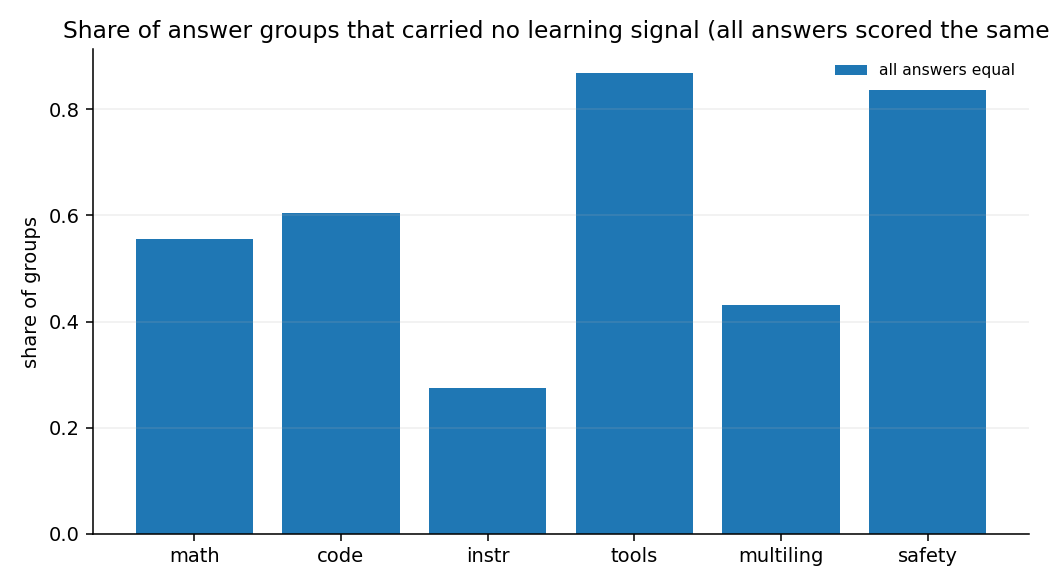 Share of answer groups that carried no learning signal (all answers scored the same
all answers equal
share of groups
0.8
0.6
0.4
0.2
0.0
math
code
instr
tools
multiling
safety